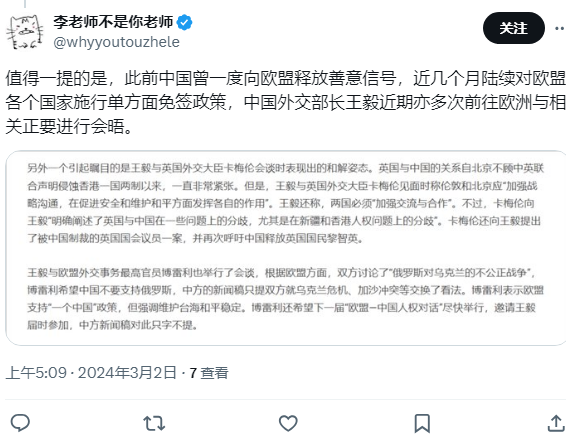 李老师不是你老师
@whyyoutouzhele
关注
值得一提的是，此前中国曾一度向欧盟释放善意信号，近几个月陆续对欧盟
各个国家施行单方面免签政策，中国外交部长王毅近期亦多次前往欧洲与相
关正要进行会晤。
另外一个引起瞩目的是王毅与英国外交大臣卡梅伦会谈时表现出的和解姿态。英国与中国的关系自北京不顾中英联
合声明侵蚀香港一国两制以来，一直非常紧张。但是，王毅与英国外交大臣卡梅伦见面时称伦敦和北京应“加强战
略沟通，在促进安全和维护和平方面发挥各自的作用”。王毅还称，两国必须“加强交流与合作”。不过，卡梅伦向
王毅“明确阐述了英国与中国在一些问题上的分歧，尤其是在新疆和香港人权问题上的分歧”。卡梅伦还向王毅提出
了被中国制裁的英国国会议员一案，并再次呼吁中国释放英国国民黎智英。
王毅与欧盟外交事务最高官员博雷利也举行了会谈，根据欧盟方面，双方讨论了“俄罗斯对乌克兰的不公正战争”，
博雷利希望中国不要支持俄罗斯，中方的新闻稿只提双方就乌克兰危机、加沙冲突等交换了看法。博雷利表示欧盟
支持“一个中国”政策，但强调维护台海和平稳定。博雷利还希望下一届“欧盟—中国人权对话”尽快举行，邀请王毅
届时参加，中方新闻稿对此只字不提。
上午5:09 · 2024年3月2日 · 7 查看